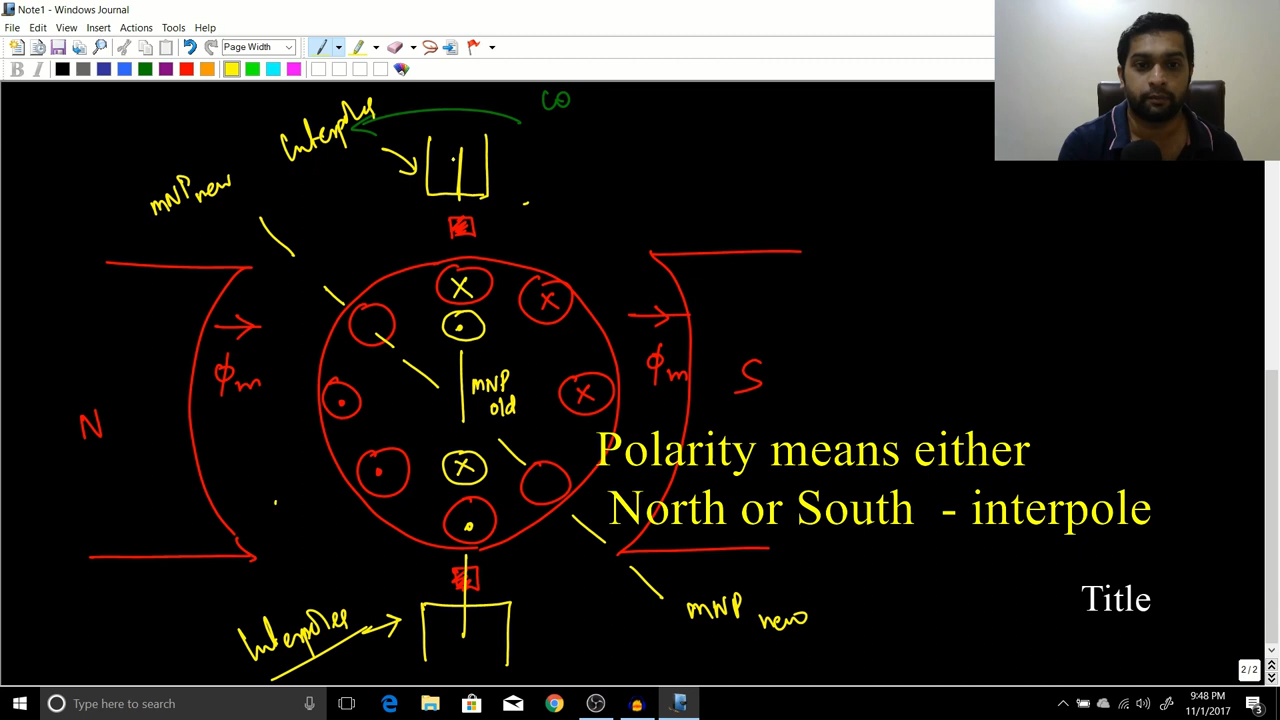 Note1 - Windows Journal
File Edit View Insert Actions Tools Help
Page Width
B I
ω
interpoles
MNP new
X
X
ϕm
ϕm
X
MNP
old
S
N
X
Polarity means either
North or South - interpole
Title
interpoles
MNP new
2/2
Type here to search
9:48 PM
11/1/2017
3